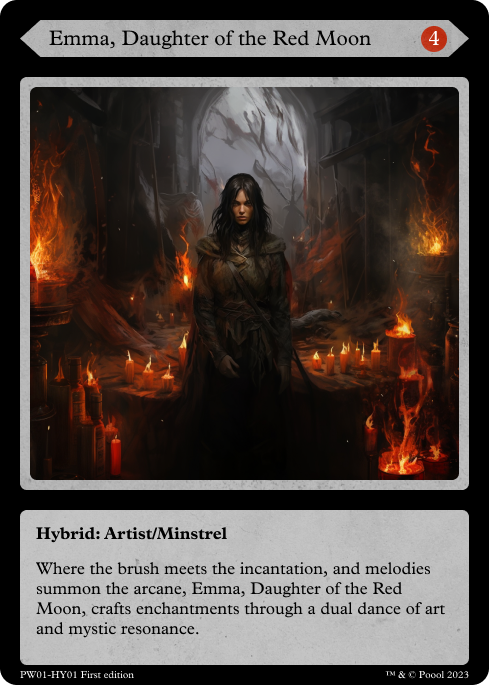 Emma, Daughter of the Red Moon
4
Hybrid: Artist/Minstrel
Where the brush meets the incantation, and melodies
summon the arcane, Emma, Daughter of the Red
Moon, crafts enchantments through a dual dance of art
and mystic resonance.
PW01-HY01 First edition
™ & © Poool 2023